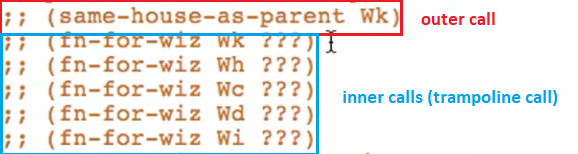 ;; (same-house-as-parent Wk) outer call
;; (fn-for-wiz Wk ???)
;; (fn-for-wiz Wh ???)
;; (fn-for-wiz Wc ???) inner calls (trampoline call)
;; (fn-for-wiz Wd ???)
;; (fn-for-wiz Wi ???)